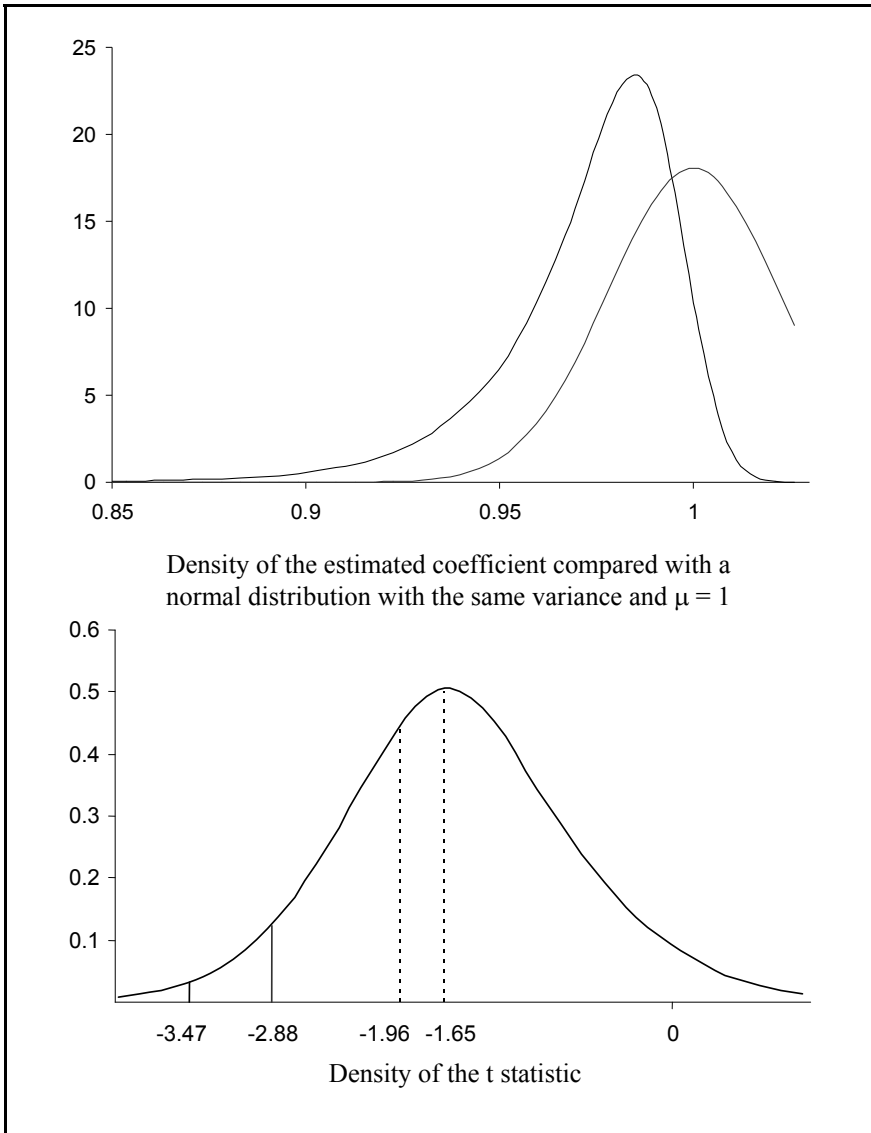 25
20
15
10
5
0
0.85 0.9 0.95 1
Density of the estimated coefficient compared with a
normal distribution with the same variance and μ = 1
0.6
0.5
0.4
0.3
0.2
0.1
-3.47 -2.88 -1.96 -1.65 0
Density of the t statistic